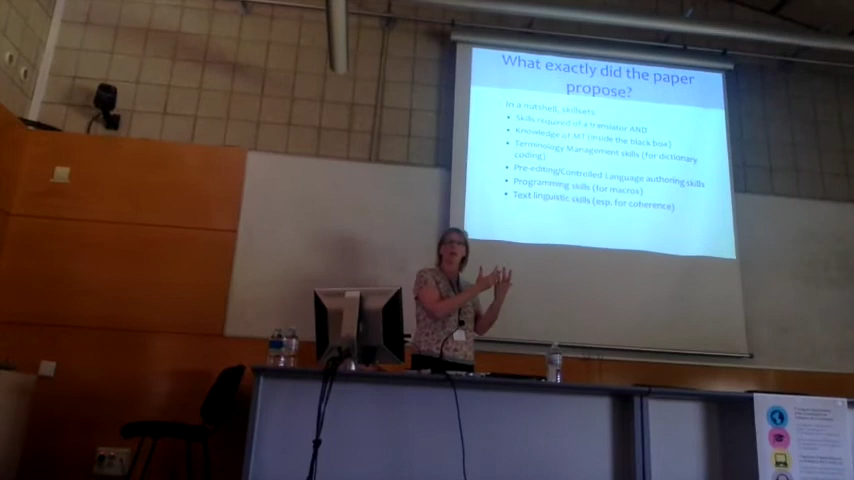 What exactly did the paper
propose?
In a nutshell, skillsets:
• Skills required of a translator AND
• Knowledge of MT (inside the black box)
• Terminology Management skills (for dictionary
coding)
• Pre-editing/Controlled Language authoring skills
• Programming skills (for macros)
• Text linguistic skills (esp. for coherence)